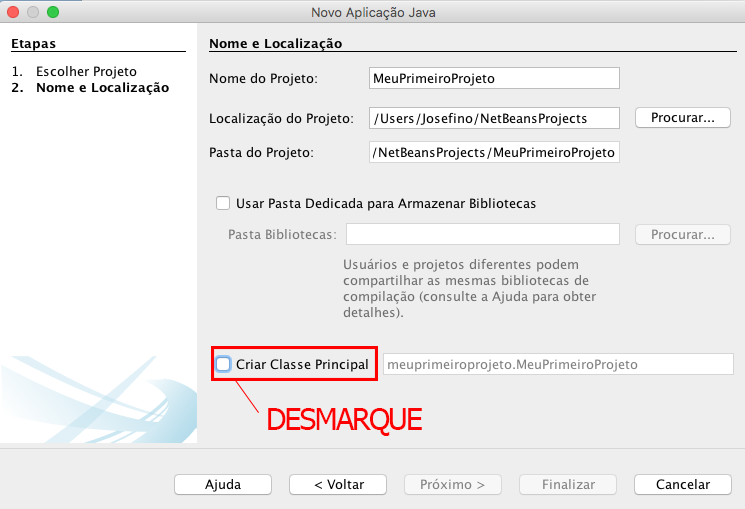 Novo Aplicação Java
Etapas
1. Escolher Projeto
2. Nome e Localização
Nome e Localização
Nome do Projeto: MeuPrimeiroProjeto
Localização do Projeto: /Users/Josefino/NetBeansProjects Procurar...
Pasta do Projeto: /NetBeansProjects/MeuPrimeiroProjeto
Usar Pasta Dedicada para Armazenar Bibliotecas
Pasta Bibliotecas: Procurar...
Usuários e projetos diferentes podem
compartilhar as mesmas bibliotecas de
compilação (consulte a Ajuda para obter
detalhes).
Criar Classe Principal meuprimeiroprojeto.MeuPrimeiroProjeto
DESMARQUE
Ajuda < Voltar Próximo > Finalizar Cancelar